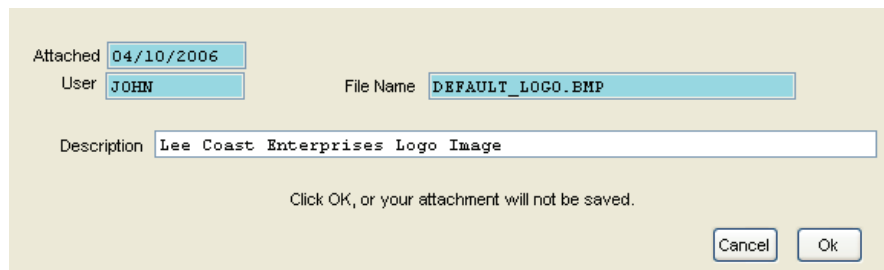 Attached 04/10/2006
User JOHN File Name DEFAULT_LOGO.BMP
Description Lee Coast Enterprises Logo Image
Click OK, or your attachment will not be saved.
Cancel Ok